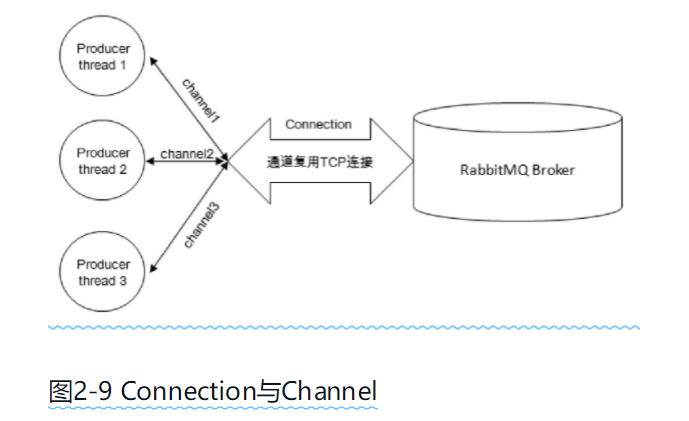 Producer
thread 1
channel1
Producer
thread 2
channel2
Connection
通道复用TCP连接
RabbitMQ Broker
channel3
Producer
thread 3
图2-9 Connection与Channel